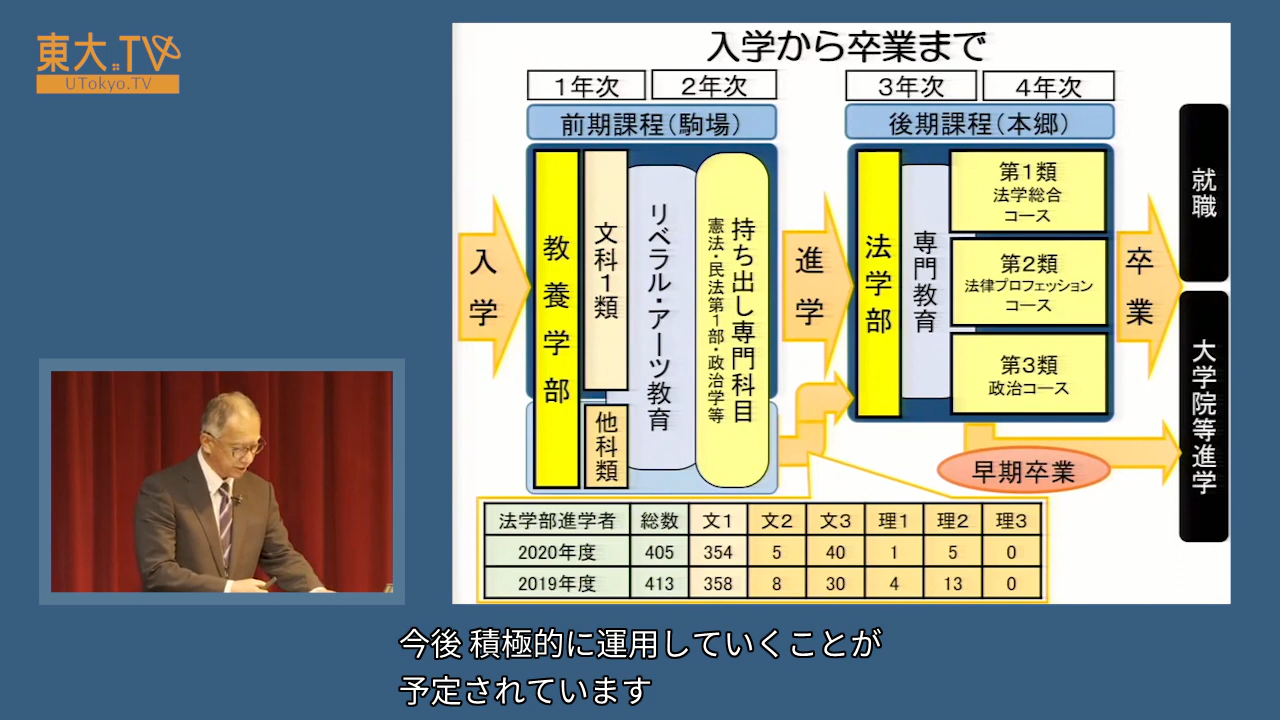 東大TV
UTokyo.TV
入学から卒業まで
1年次
2年次
3年次
4年次
前期課程(駒場)
後期課程(本郷)
入学
教養学部
文科1類
他科類
リベラル・アーツ教育
持ち出し専門科目
憲法・民法第1部・政治学等
進学
法学部
専門教育
第1類
法学総合
コース
第2類
法律プロフェッション
コース
第3類
政治コース
卒業
就職
大学院等進学
早期卒業
法学部進学者 総数 文1 文2 文3 理1 理2 理3
2020年度 405 354 5 40 1 5 0
2019年度 413 358 8 30 4 13 0
今後 積極的に運用していくことが
予定されています